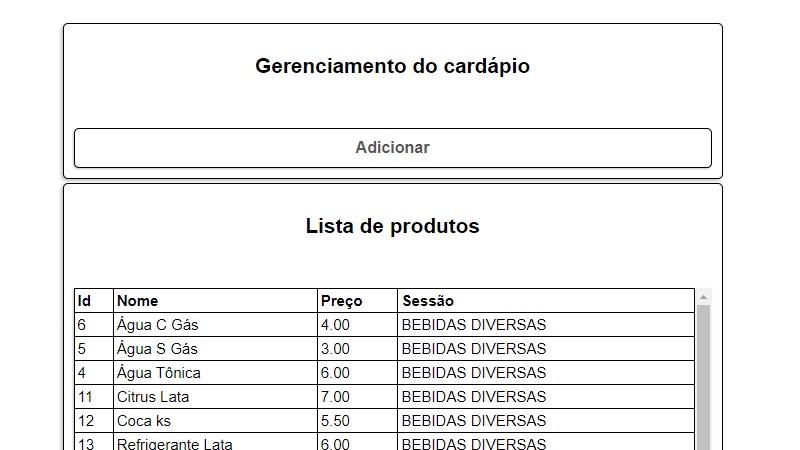 Gerenciamento do cardápio
Adicionar
Lista de produtos
Id Nome Preço Sessão
6 Água C Gás 4.00 BEBIDAS DIVERSAS
5 Água S Gás 3.00 BEBIDAS DIVERSAS
4 Água Tônica 6.00 BEBIDAS DIVERSAS
11 Citrus Lata 7.00 BEBIDAS DIVERSAS
12 Coca ks 5.50 BEBIDAS DIVERSAS
13 Refrigerante Lata 6.00 BEBIDAS DIVERSAS